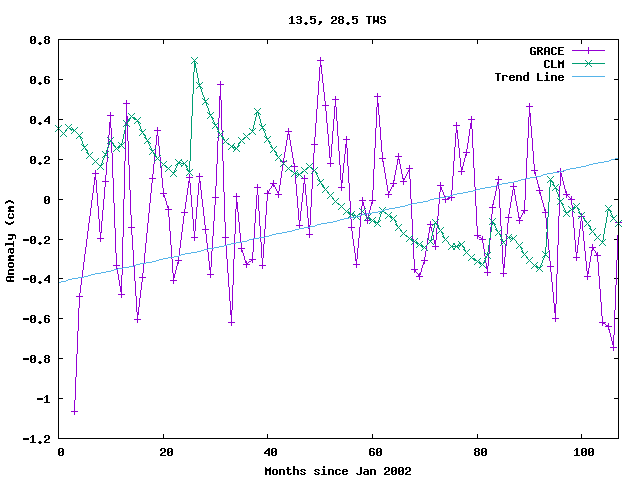 13.5, 28.5 TWS
GRACE
CLM
Trend Line
0.8
0.6
0.4
0.2
0
-0.2
-0.4
-0.6
-0.8
-1
-1.2
Anomaly (cm)
0 20 40 60 80 100
Months since Jan 2002